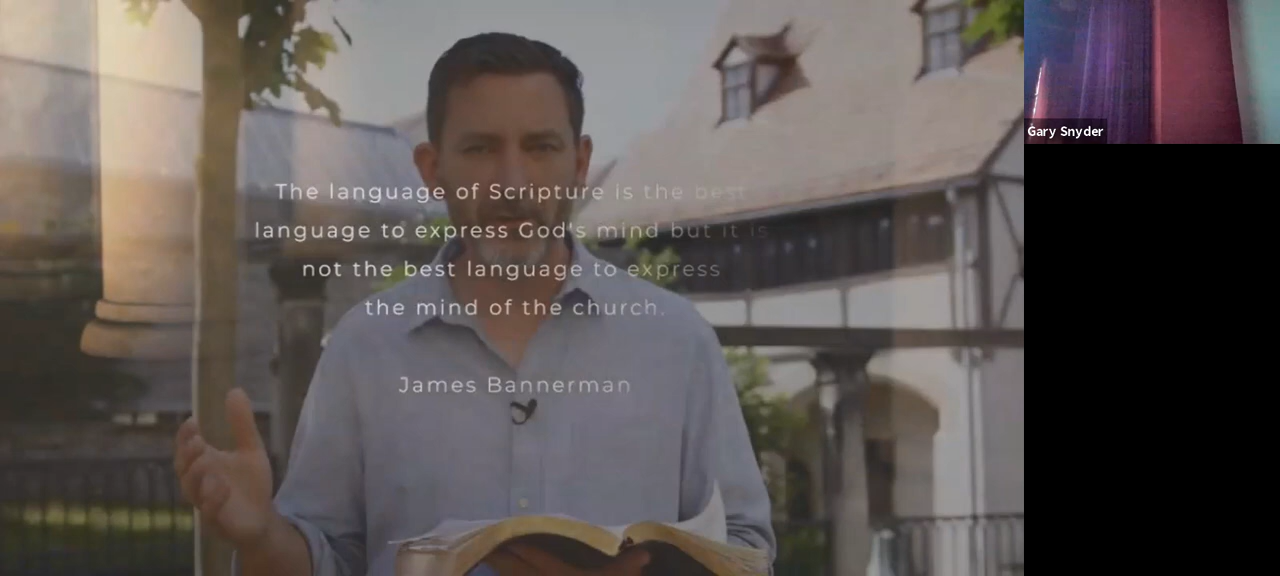 The language of Scripture is the best
language to express God's mind but it is
not the best language to express
the mind of the church.
James Bannerman
Gary Snyder